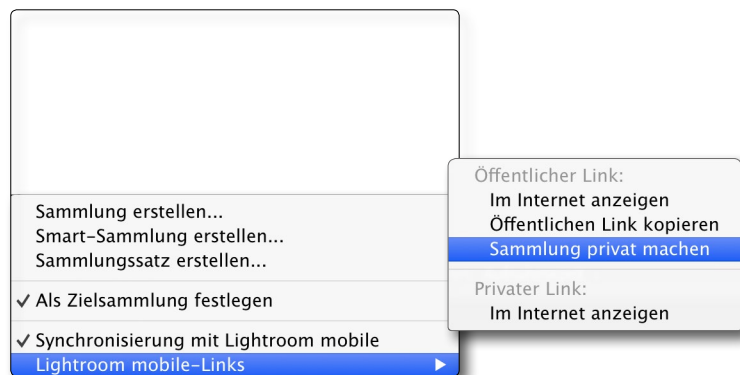 Sammlung erstellen...
Smart-Sammlung erstellen...
Sammlungssatz erstellen...
✓ Als Zielsammlung festlegen
✓ Synchronisierung mit Lightroom mobile
Lightroom mobile-Links
Öffentlicher Link:
Im Internet anzeigen
Öffentlichen Link kopieren
Sammlung privat machen
Privater Link:
Im Internet anzeigen